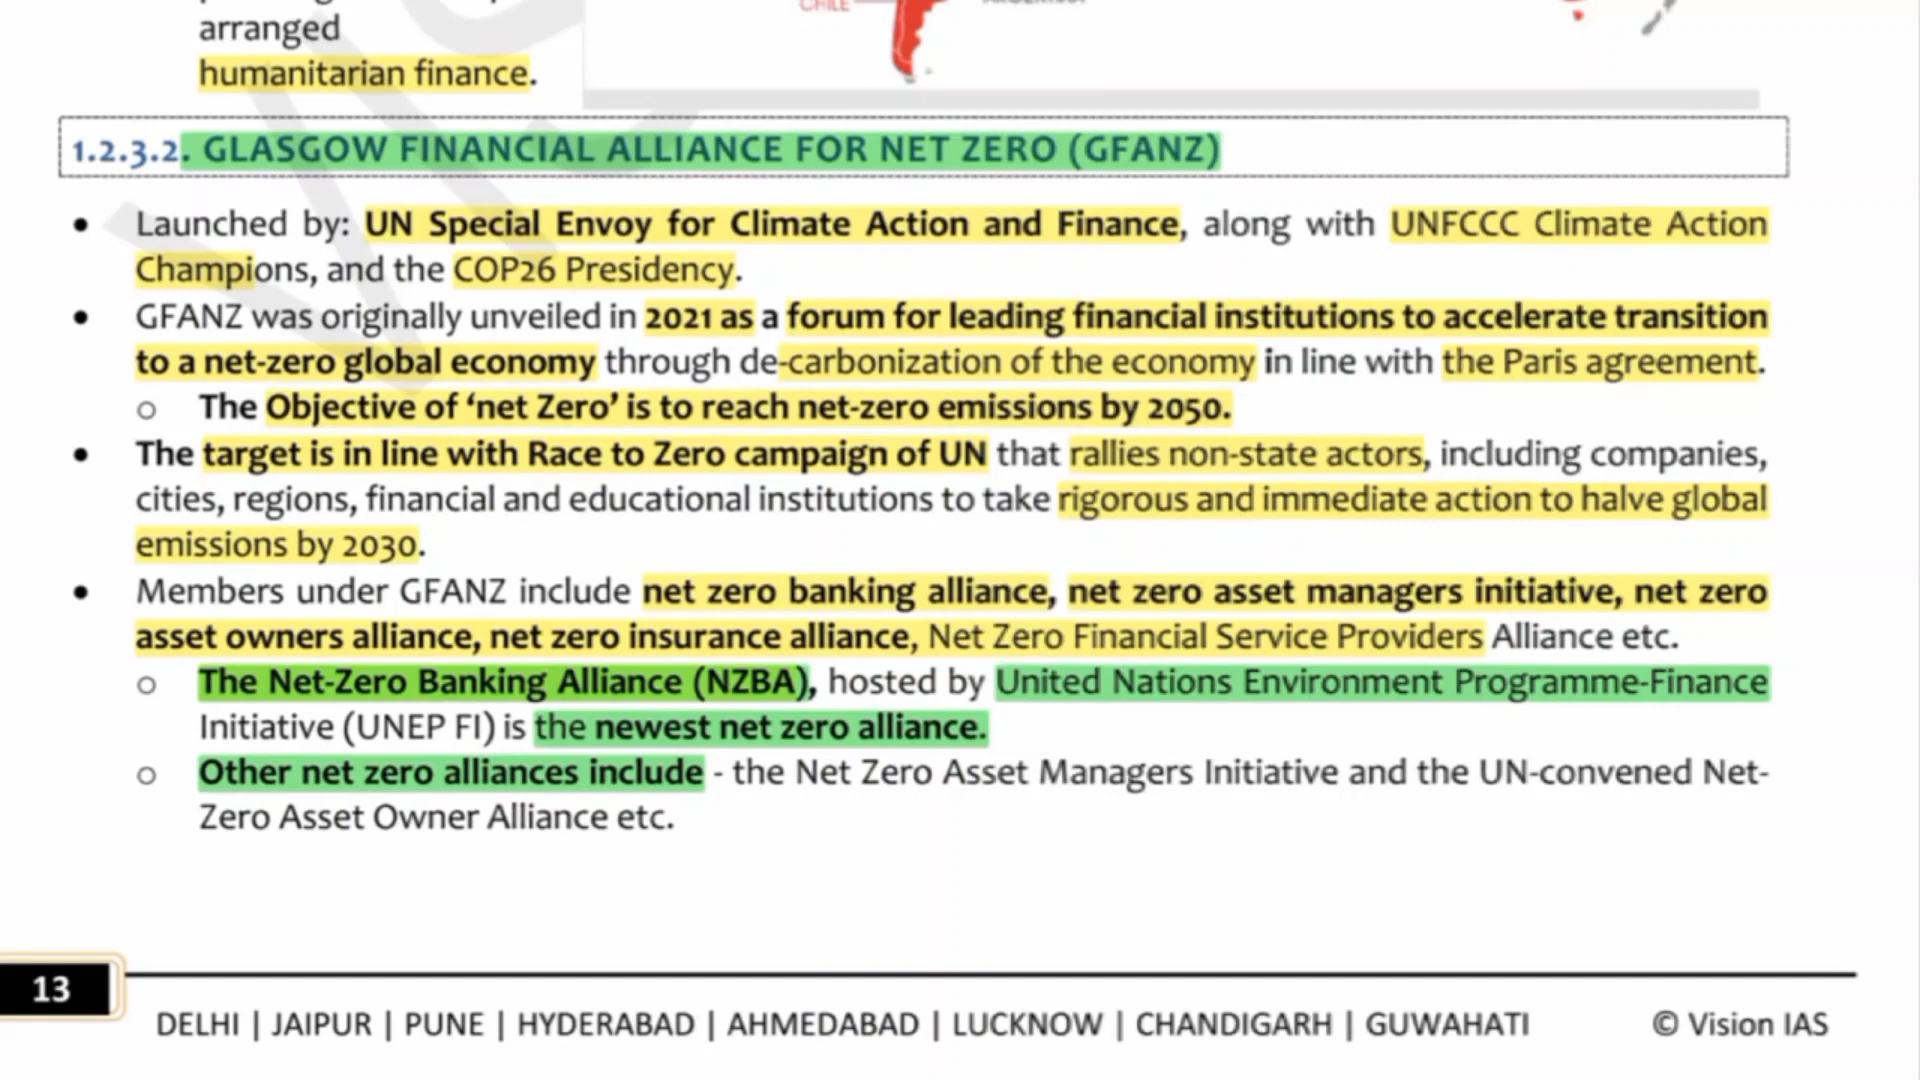 arranged
humanitarian finance.
CHILE
1.2.3.2. GLASGOW FINANCIAL ALLIANCE FOR NET ZERO (GFANZ)
• Launched by: UN Special Envoy for Climate Action and Finance, along with UNFCCC Climate Action
Champions, and the COP26 Presidency.
• GFANZ was originally unveiled in 2021 as a forum for leading financial institutions to accelerate transition
to a net-zero global economy through de-carbonization of the economy in line with the Paris agreement.
o The Objective of ‘net Zero’ is to reach net-zero emissions by 2050.
• The target is in line with Race to Zero campaign of UN that rallies non-state actors, including companies,
cities, regions, financial and educational institutions to take rigorous and immediate action to halve global
emissions by 2030.
• Members under GFANZ include net zero banking alliance, net zero asset managers initiative, net zero
asset owners alliance, net zero insurance alliance, Net Zero Financial Service Providers Alliance etc.
o The Net-Zero Banking Alliance (NZBA), hosted by United Nations Environment Programme-Finance
Initiative (UNEP FI) is the newest net zero alliance.
o Other net zero alliances include - the Net Zero Asset Managers Initiative and the UN-convened Net-
Zero Asset Owner Alliance etc.
13
DELHI | JAIPUR | PUNE | HYDERABAD | AHMEDABAD | LUCKNOW | CHANDIGARH | GUWAHATI © Vision IAS